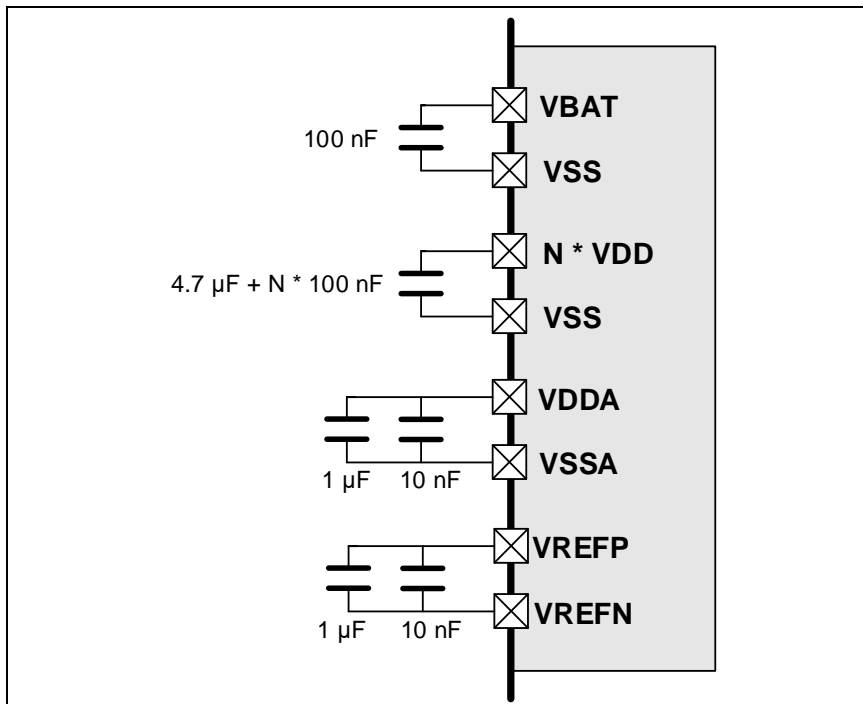 VBAT
100 nF
VSS
N * VDD
4.7 µF + N * 100 nF
VSS
VDDA
VSSA
1 µF 10 nF
VREFP
VREFN
1 µF 10 nF